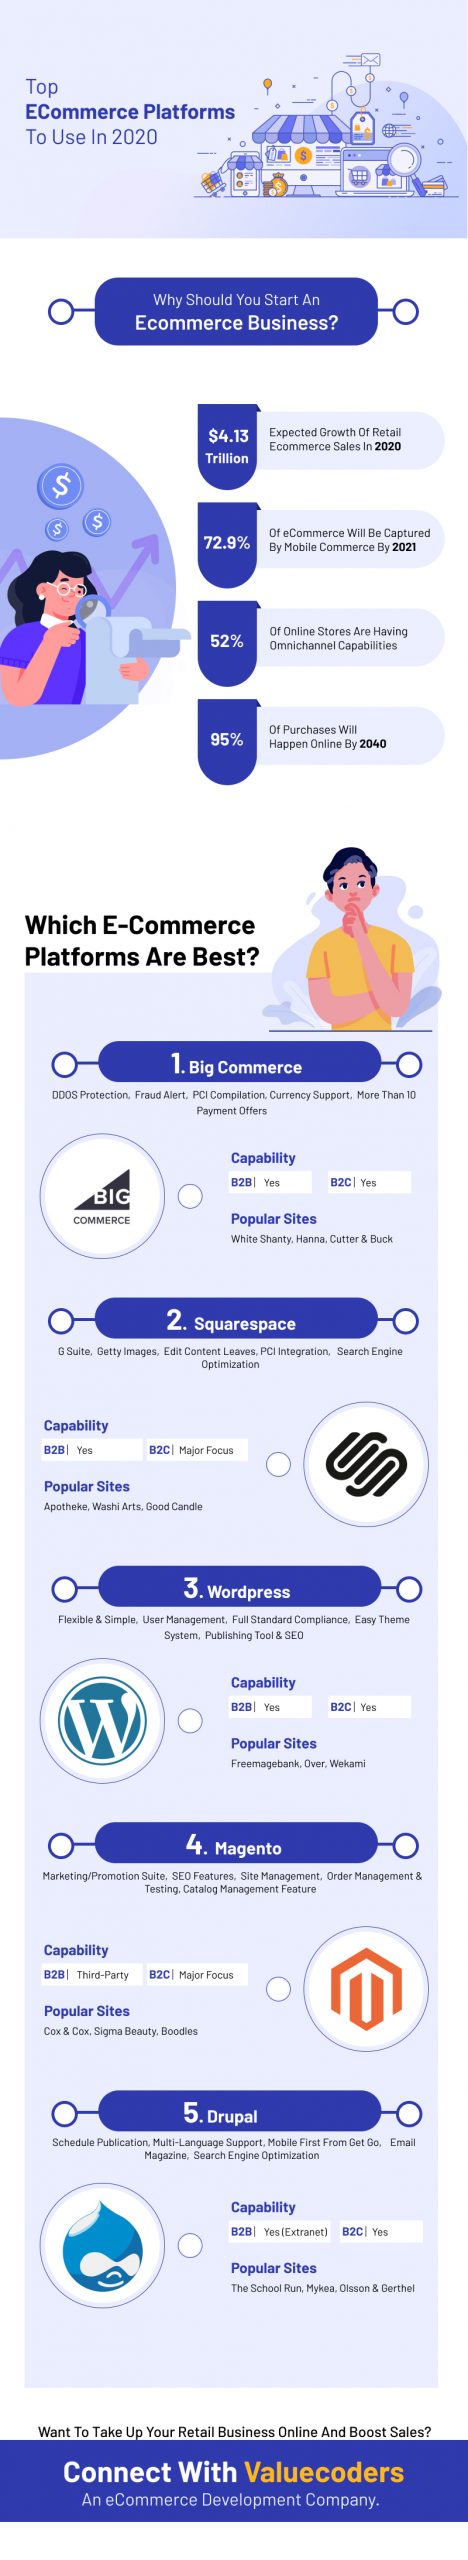 Top
ECommerce Platforms
To Use In 2020
Why Should You Start An
Ecommerce Business?
$4.13
Trillion
Expected Growth Of Retail
Ecommerce Sales In 2020
72.9%
Of eCommerce Will Be Captured
By Mobile Commerce By 2021
52%
Of Online Stores Are Having
Omnichannel Capabilities
95%
Of Purchases Will
Happen Online By 2040
Which E-Commerce
Platforms Are Best?
1. Big Commerce
DDOS Protection, Fraud Alert, PCI Compilation, Currency Support, More Than 10
Payment Offers
BIG
COMMERCE
Capability
B2B| Yes
B2C| Yes
Popular Sites
White Shanty, Hanna, Cutter & Buck
2. Squarespace
G Suite, Getty Images, Edit Content Leaves, PCI Integration, Search Engine
Optimization
Capability
B2B| Yes
B2C| Major Focus
Popular Sites
Apotheke, Washi Arts, Good Candle
3. Wordpress
Flexible & Simple, User Management, Full Standard Compliance, Easy Theme
System, Publishing Tool & SEO
Capability
B2B| Yes
B2C| Yes
Popular Sites
Freemagebank, Over, Wekami
4. Magento
Marketing/Promotion Suite, SEO Features, Site Management, Order Management &
Testing, Catalog Management Feature
Capability
B2B| Third-Party
B2C| Major Focus
Popular Sites
Cox & Cox, Sigma Beauty, Boodles
5. Drupal
Schedule Publication, Multi-Language Support, Mobile First From Get Go, Email
Magazine, Search Engine Optimization
Capability
B2B| Yes (Extranet)
B2C| Yes
Popular Sites
The School Run, Mykea, Olsson & Gerthel
Want To Take Up Your Retail Business Online And Boost Sales?
Connect With Valuecoders
An eCommerce Development Company.